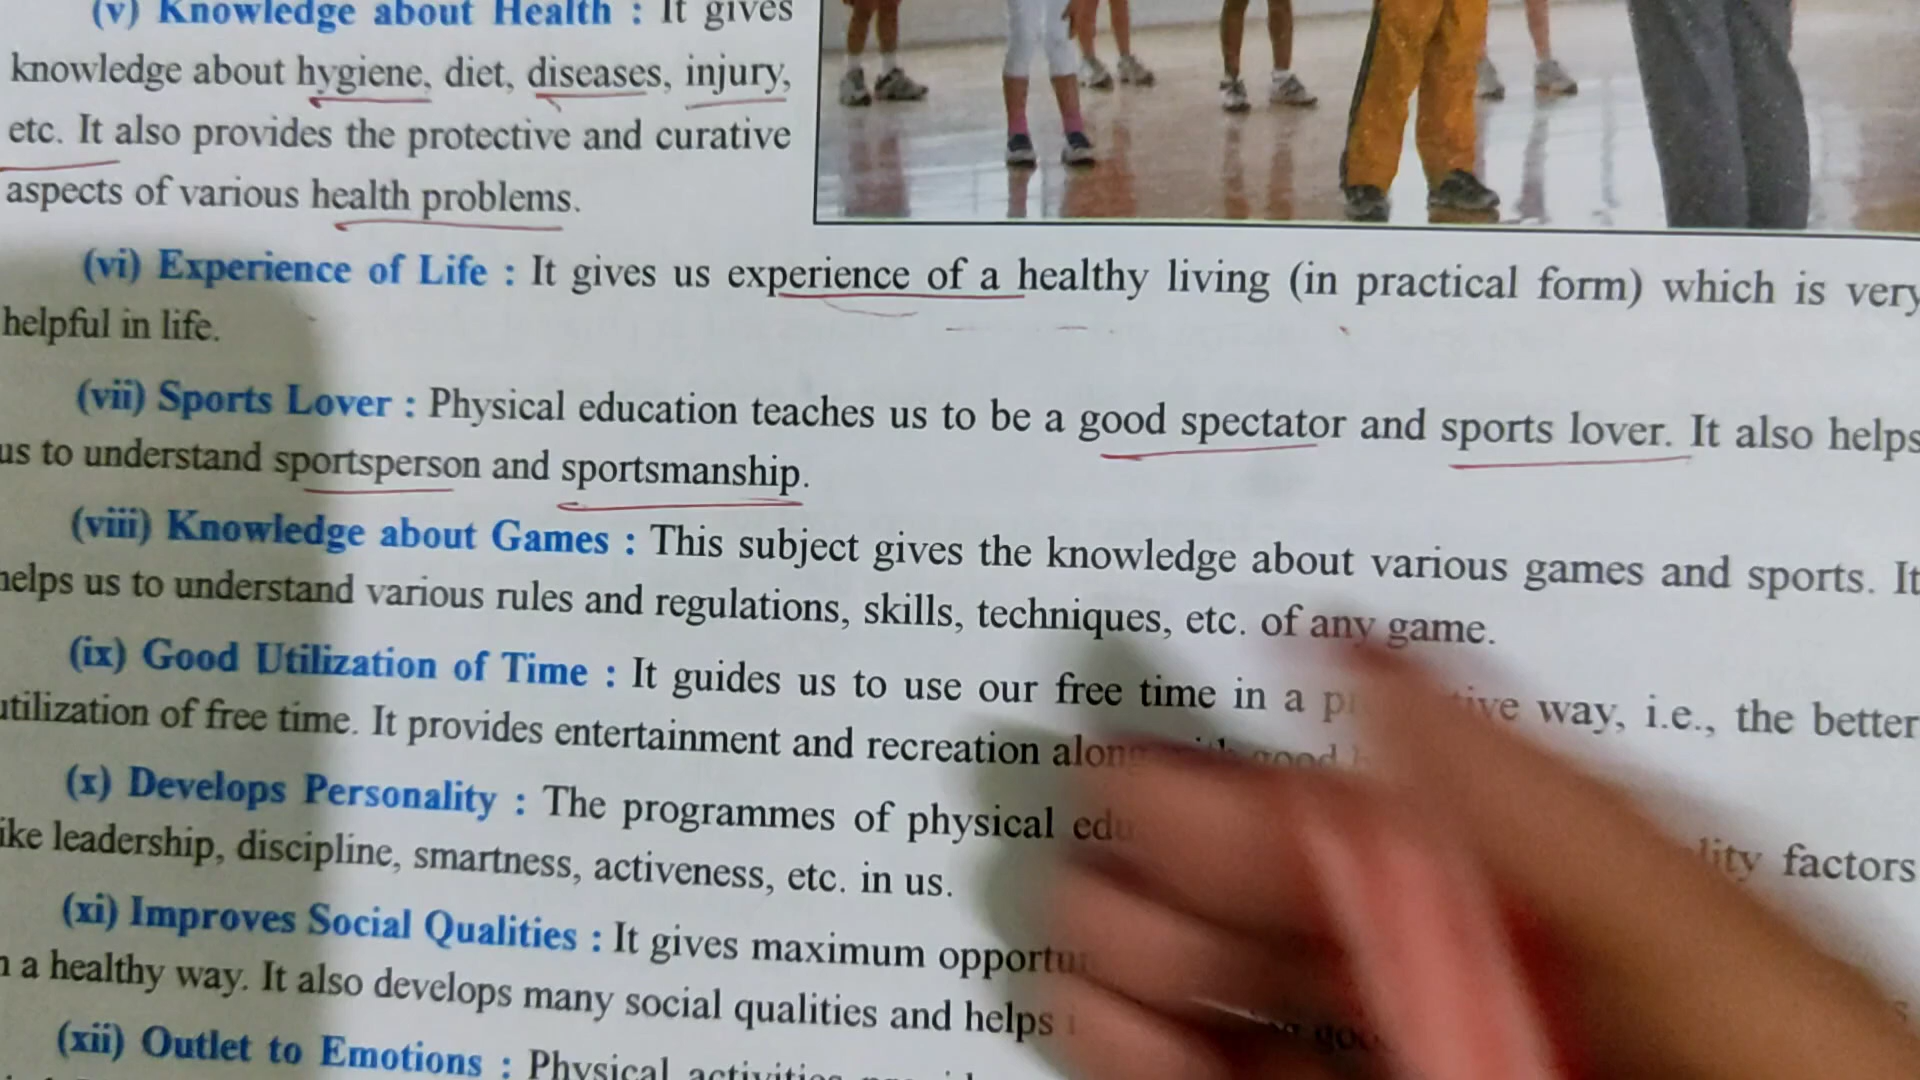 (v) Knowledge about Health : It gives
knowledge about hygiene, diet, diseases, injury,
etc. It also provides the protective and curative
aspects of various health problems.
(vi) Experience of Life : It gives us experience of a healthy living (in practical form) which is very
helpful in life.
(vii) Sports Lover : Physical education teaches us to be a good spectator and sports lover. It also helps
us to understand sportsperson and sportsmanship.
(viii) Knowledge about Games : This subject gives the knowledge about various games and sports. It
helps us to understand various rules and regulations, skills, techniques, etc. of any game.
(ix) Good Utilization of Time : It guides us to use our free time in a way, i.e., the better
utilization of free time. It provides entertainment and recreation along with good
(x) Develops Personality : The programmes of physical factors
like leadership, discipline, smartness, activeness, etc. in us.
(xi) Improves Social Qualities : It gives maximum
a healthy way. It also develops many social qualities and helps
(xii) Outlet to Emotions : Physical activities